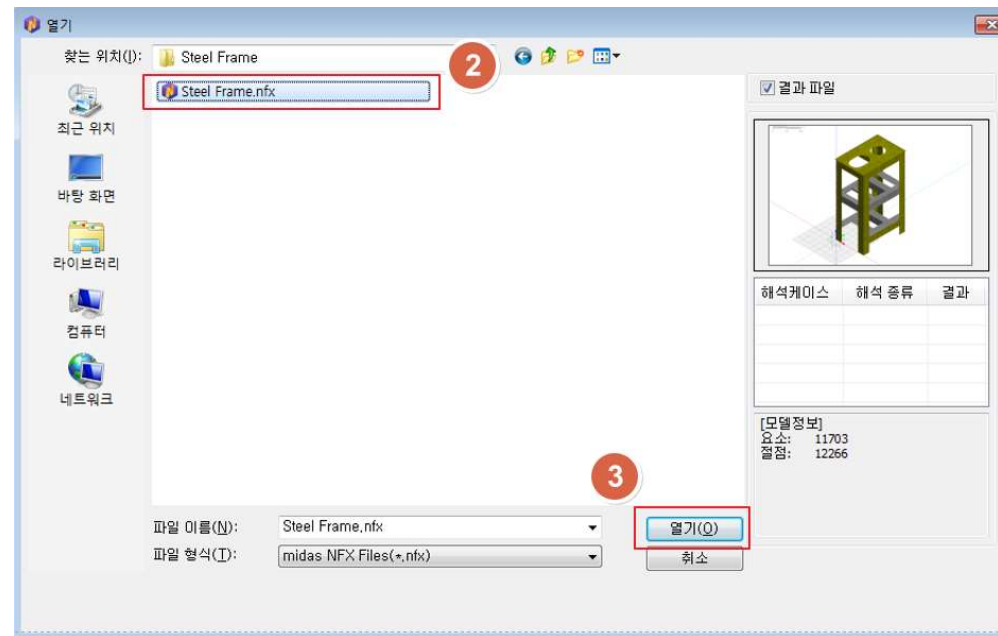 열기
찾는 위치(I): Steel Frame
2
Steel Frame.nfx
결과 파일
최근 위치
바탕 화면
라이브러리
컴퓨터
네트워크
해석케이스 해석 종류 결과
[모델정보]
요소: 11703
절점: 12266
3
파일 이름(N): Steel Frame.nfx 열기(O)
파일 형식(T): midas NFX Files(*.nfx) 취소